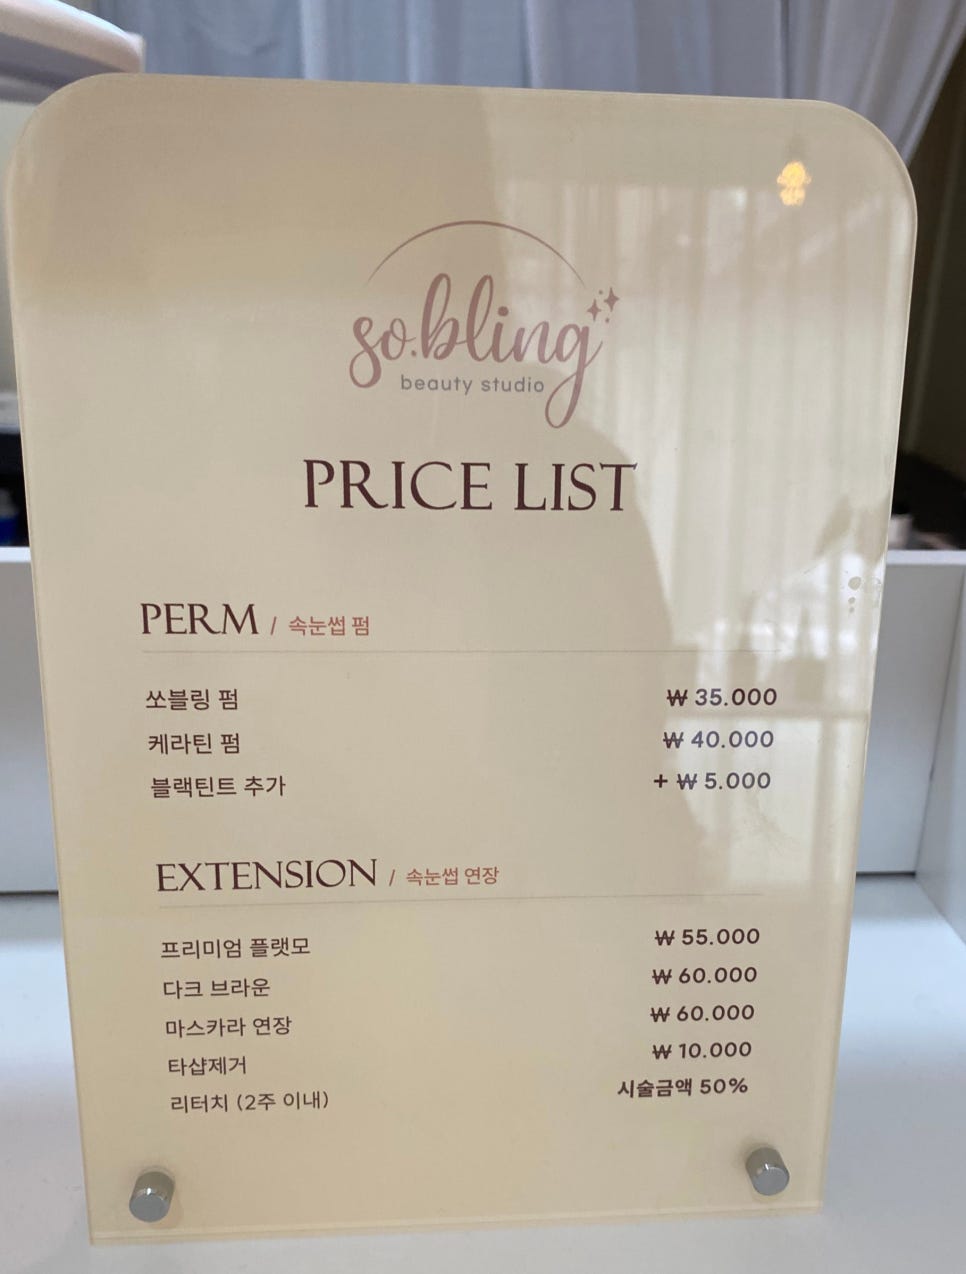 so.bling
beauty studio
PRICE LIST
PERM / 속눈썹 펌
쏘블링 펌 ₩ 35.000
케라틴 펌 ₩ 40.000
블랙틴트 추가 + ₩ 5.000
EXTENSION / 속눈썹 연장
프리미엄 플랫모 ₩ 55.000
다크 브라운 ₩ 60.000
마스카라 연장 ₩ 60.000
타샵제거 ₩ 10.000
리터치 (2주 이내) 시술금액 50%